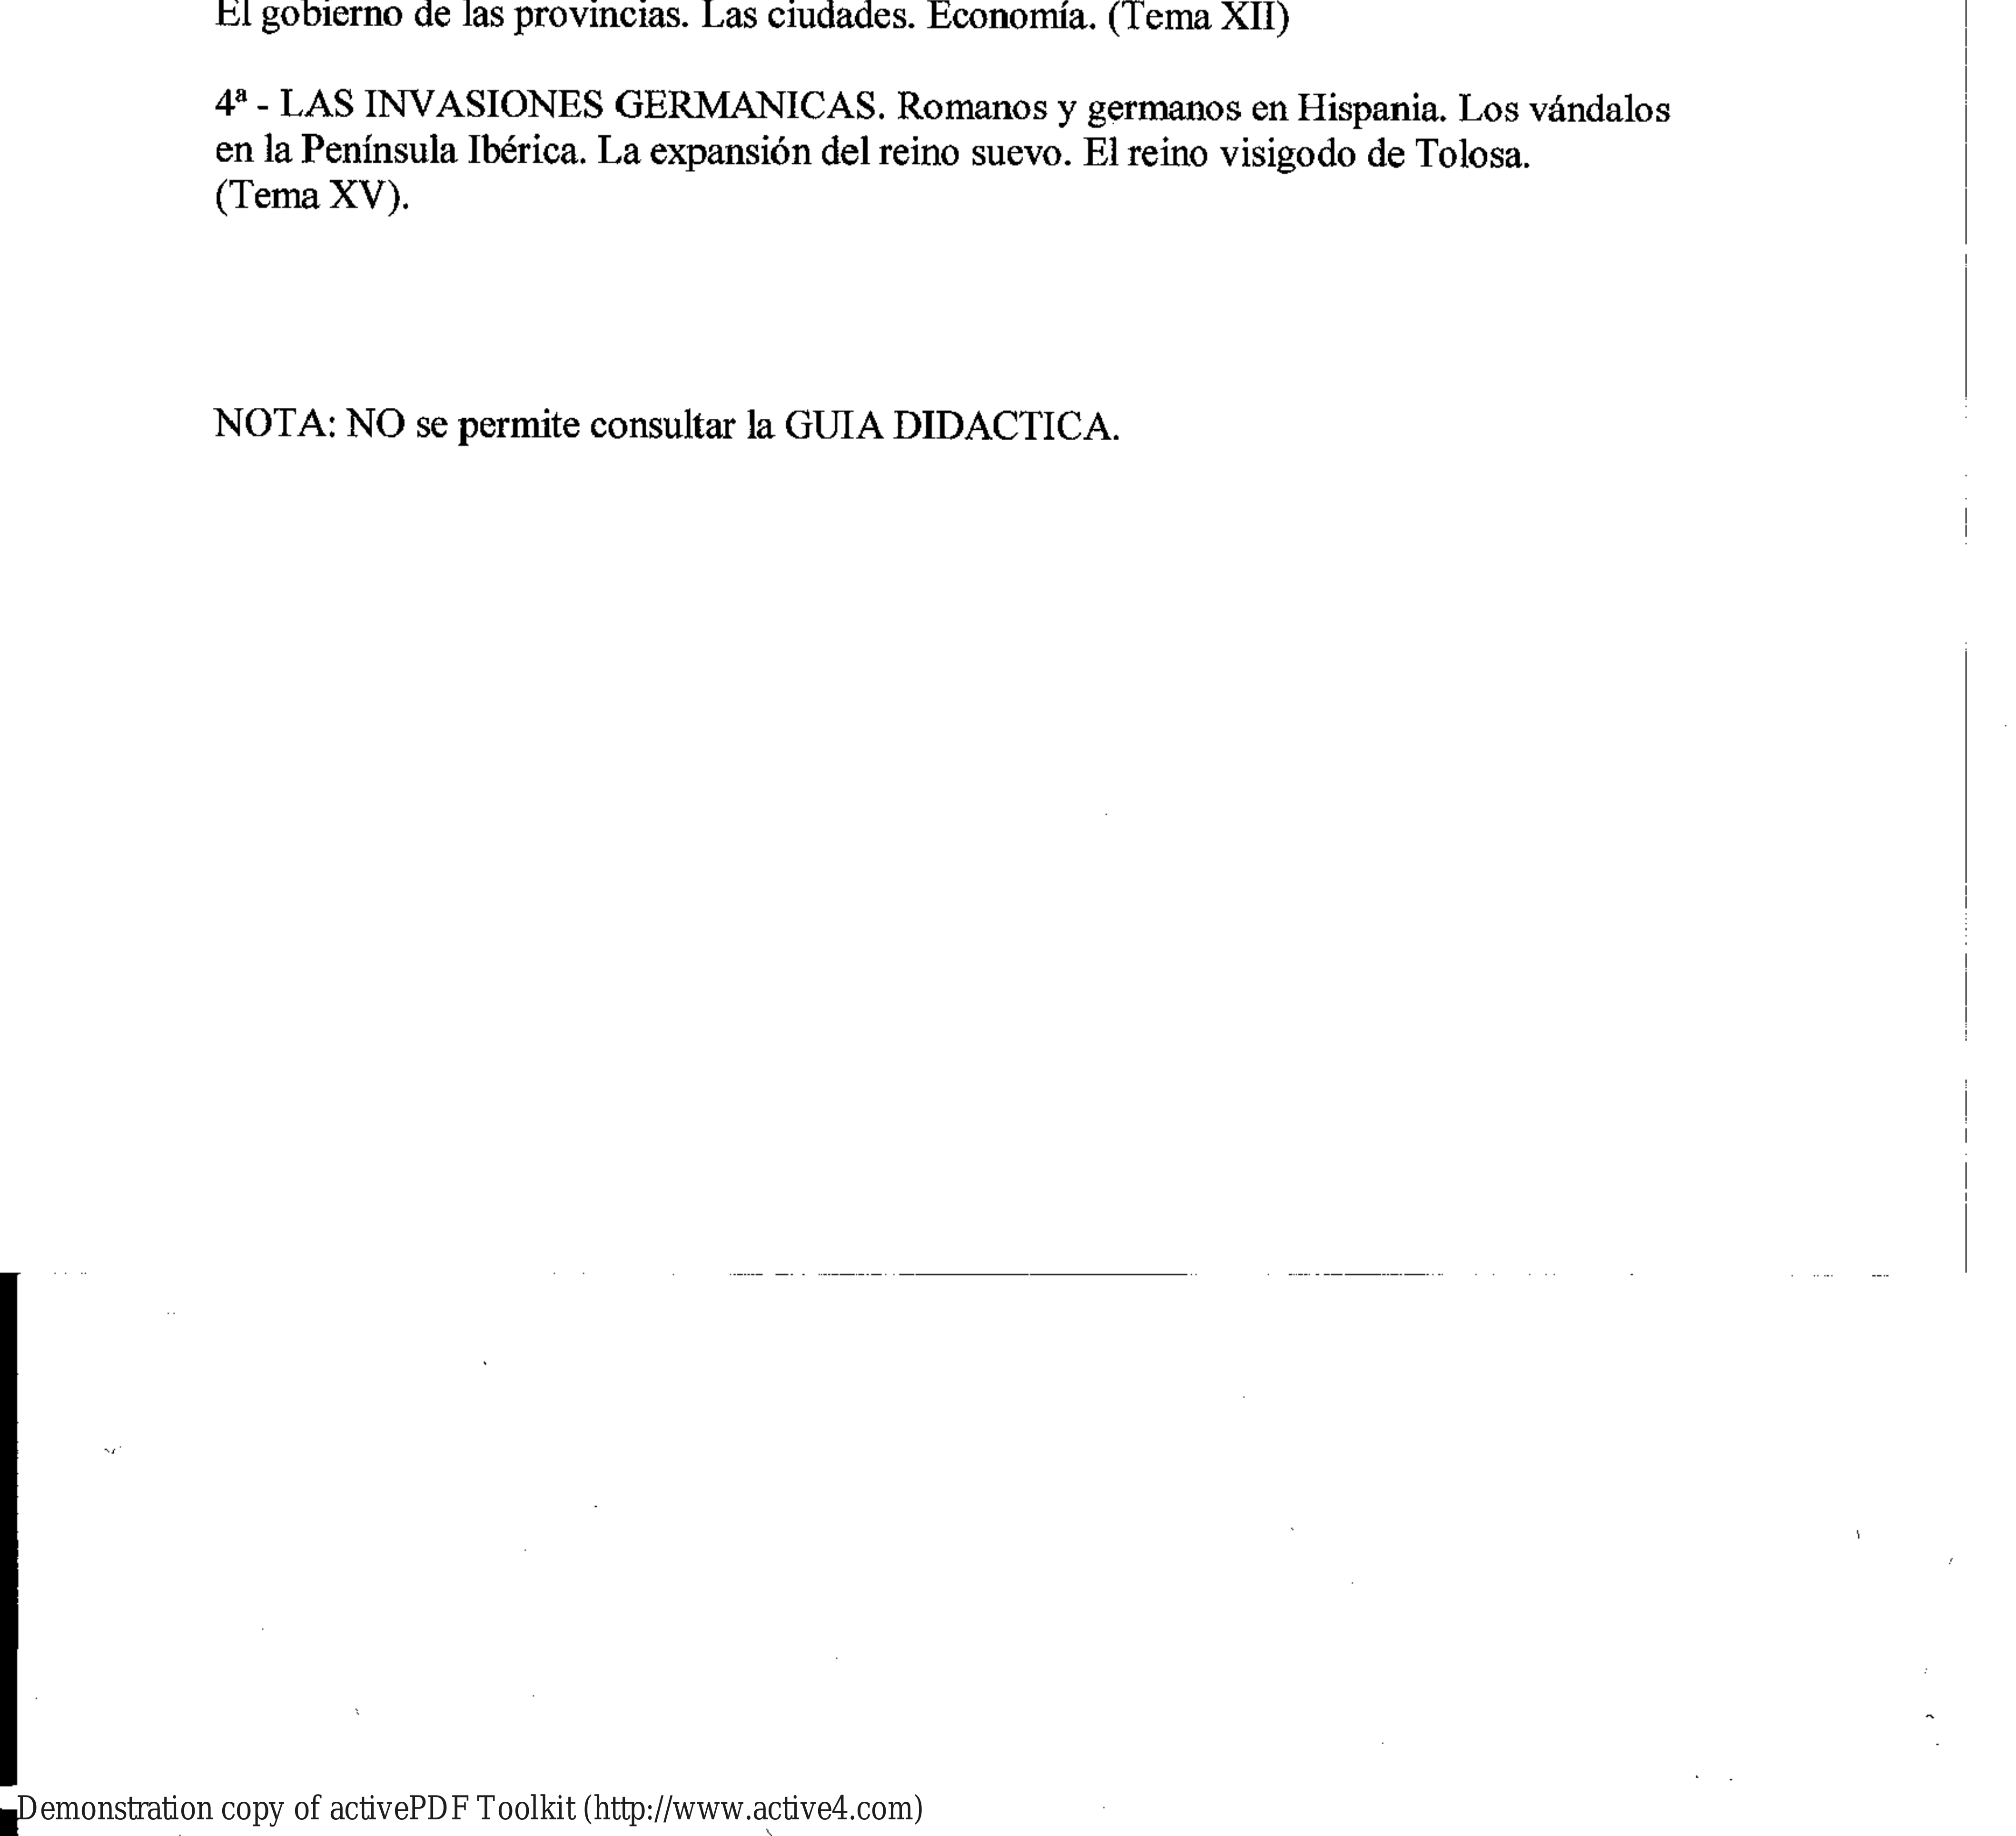 El gobierno de las provincias. Las ciudades. Economía. (Tema XII)
4ª - LAS INVASIONES GERMANICAS. Romanos y germanos en Hispania. Los vándalos
en la Península Ibérica. La expansión del reino suevo. El reino visigodo de Tolosa.
(Tema XV).
NOTA: NO se permite consultar la GUIA DIDACTICA.
Demonstration copy of activePDF Toolkit (http://www.active4.com)